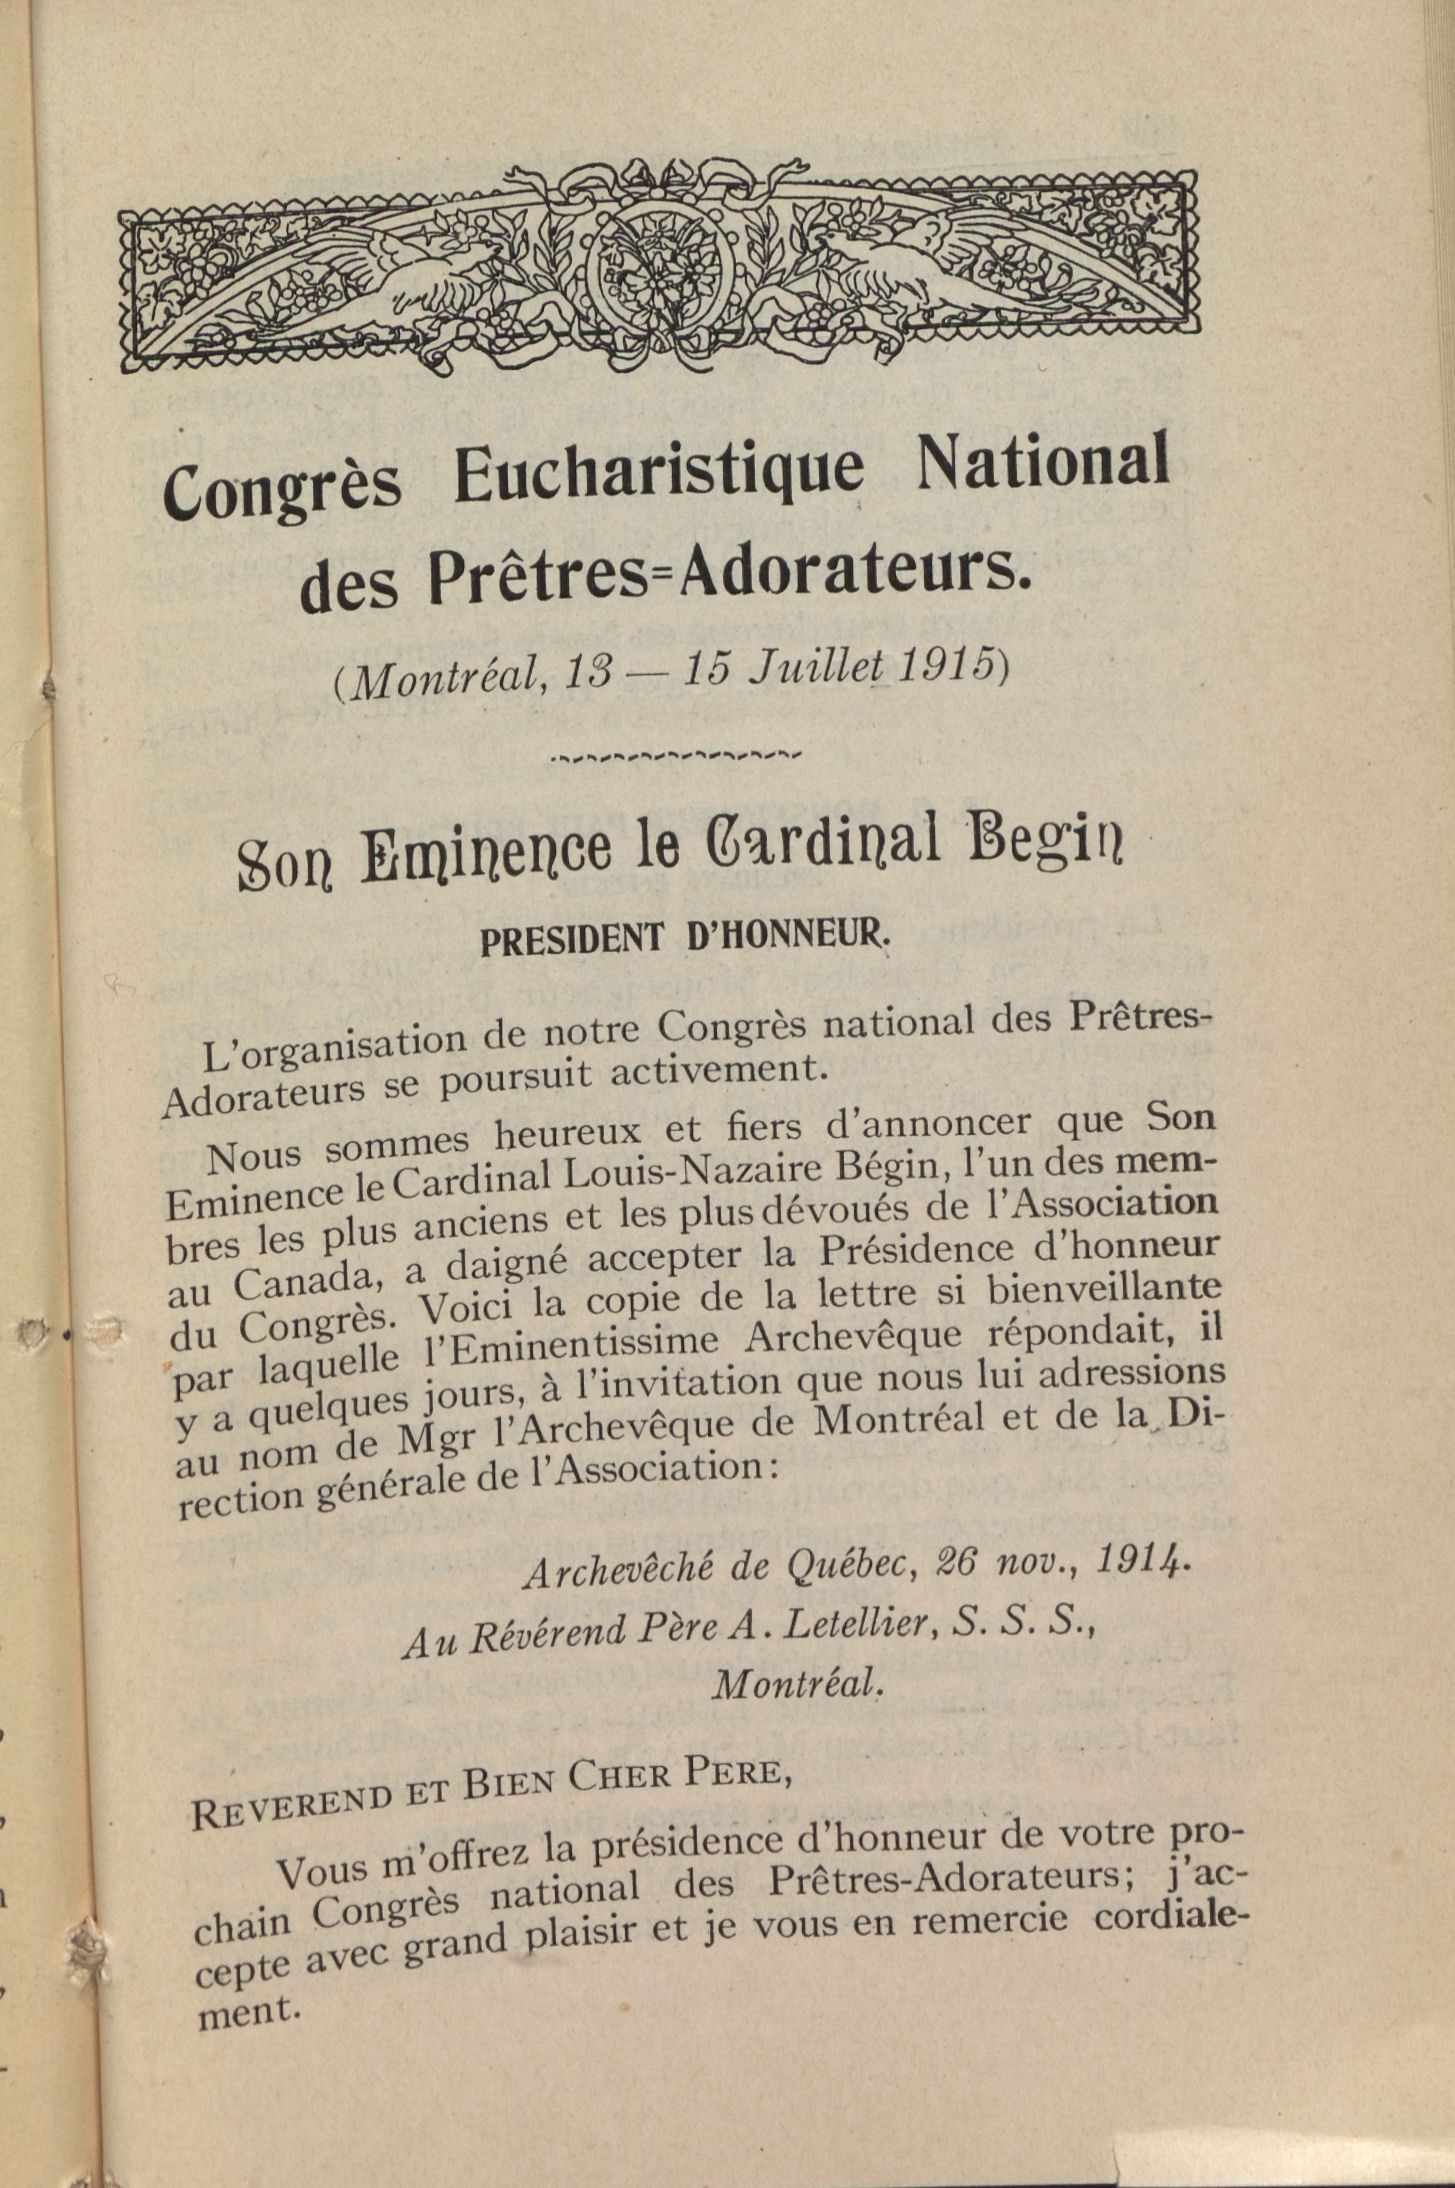 Congrès Eucharistique National
des Prêtres=Adorateurs.
(Montréal, 13 — 15 Juillet 1915)
Son Eminence le Cardinal Begin
PRESIDENT D'HONNEUR.
L'organisation de notre Congrès national des Prêtres-
Adorateurs se poursuit activement.
Nous sommes heureux et fiers d'annoncer que Son
Eminence le Cardinal Louis-Nazaire Bégin, l'un des mem-
bres les plus anciens et les plus dévoués de l'Association
au Canada, a daigné accepter la Présidence d'honneur
du Congrès. Voici la copie de la lettre si bienveillante
par laquelle l'Eminentissime Archevêque répondait, il
y a quelques jours, à l'invitation que nous lui adressions
au nom de Mgr l'Archevêque de Montréal et de la Di-
rection générale de l'Association:
Archevêché de Québec, 26 nov., 1914.
Au Révérend Père A. Letellier, S. S. S.,
Montréal.
REVEREND ET BIEN CHER PERE,
Vous m'offrez la présidence d'honneur de votre pro-
chain Congrès national des Prêtres-Adorateurs; j'ac-
cepte avec grand plaisir et je vous en remercie cordiale-
ment.